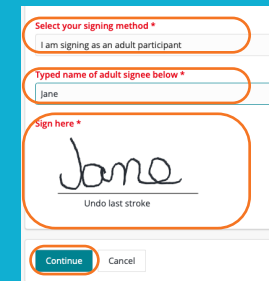 Select your signing method *
I am signing as an adult participant
Typed name of adult signee below *
Jane
Sign here *
Jane
Undo last stroke
Continue Cancel